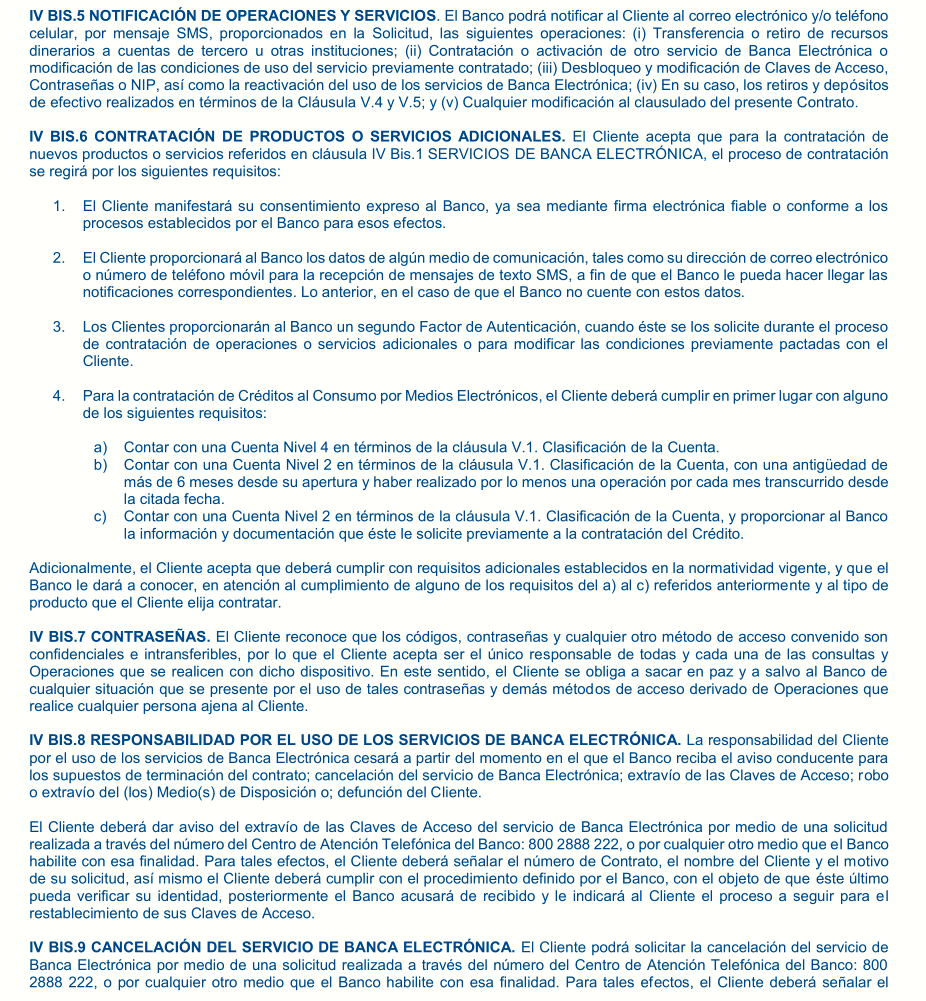 IV BIS.5 NOTIFICACIÓN DE OPERACIONES Y SERVICIOS. El Banco podrá notificar al Cliente al correo electrónico y/o teléfono
celular, por mensaje SMS, proporcionados en la Solicitud, las siguientes operaciones: (i) Transferencia o retiro de recursos
dinerarios a cuentas de tercero u otras instituciones; (ii) Contratación o activación de otro servicio de Banca Electrónica o
modificación de las condiciones de uso del servicio previamente contratado; (iii) Desbloqueo y modificación de Claves de Acceso,
Contraseñas o NIP, así como la reactivación del uso de los servicios de Banca Electrónica; (iv) En su caso, los retiros y depósitos
de efectivo realizados en términos de la Cláusula V.4 y V.5; y (v) Cualquier modificación al clausulado del presente Contrato.
IV BIS.6 CONTRATACIÓN DE PRODUCTOS O SERVICIOS ADICIONALES. El Cliente acepta que para la contratación de
nuevos productos o servicios referidos en cláusula IV Bis.1 SERVICIOS DE BANCA ELECTRÓNICA, el proceso de contratación
se regirá por los siguientes requisitos:
1. El Cliente manifestará su consentimiento expreso al Banco, ya sea mediante firma electrónica fiable o conforme a los
procesos establecidos por el Banco para esos efectos.
2. El Cliente proporcionará al Banco los datos de algún medio de comunicación, tales como su dirección de correo electrónico
o número de teléfono móvil para la recepción de mensajes de texto SMS, a fin de que el Banco le pueda hacer llegar las
notificaciones correspondientes. Lo anterior, en el caso de que el Banco no cuente con estos datos.
3. Los Clientes proporcionarán al Banco un segundo Factor de Autenticación, cuando éste se los solicite durante el proceso
de contratación de operaciones o servicios adicionales o para modificar las condiciones previamente pactadas con el
Cliente.
4. Para la contratación de Créditos al Consumo por Medios Electrónicos, el Cliente deberá cumplir en primer lugar con alguno
de los siguientes requisitos:
a) Contar con una Cuenta Nivel 4 en términos de la cláusula V.1. Clasificación de la Cuenta.
b) Contar con una Cuenta Nivel 2 en términos de la cláusula V.1. Clasificación de la Cuenta, con una antigüedad de
más de 6 meses desde su apertura y haber realizado por lo menos una operación por cada mes transcurrido desde
la citada fecha.
c) Contar con una Cuenta Nivel 2 en términos de la cláusula V.1. Clasificación de la Cuenta, y proporcionar al Banco
la información y documentación que éste le solicite previamente a la contratación del Crédito.
Adicionalmente, el Cliente acepta que deberá cumplir con requisitos adicionales establecidos en la normatividad vigente, y que el
Banco le dará a conocer, en atención al cumplimiento de alguno de los requisitos del a) al c) referidos anteriormente y al tipo de
producto que el Cliente elija contratar.
IV BIS.7 CONTRASEÑAS. El Cliente reconoce que los códigos, contraseñas y cualquier otro método de acceso convenido son
confidenciales e intransferibles, por lo que el Cliente acepta ser el único responsable de todas y cada una de las consultas y
Operaciones que se realicen con dicho dispositivo. En este sentido, el Cliente se obliga a sacar en paz y a salvo al Banco de
cualquier situación que se presente por el uso de tales contraseñas y demás métodos de acceso derivado de Operaciones que
realice cualquier persona ajena al Cliente.
IV BIS.8 RESPONSABILIDAD POR EL USO DE LOS SERVICIOS DE BANCA ELECTRÓNICA. La responsabilidad del Cliente
por el uso de los servicios de Banca Electrónica cesará a partir del momento en el que el Banco reciba el aviso conducente para
los supuestos de terminación del contrato; cancelación del servicio de Banca Electrónica; extravío de las Claves de Acceso; robo
o extravío del (los) Medio(s) de Disposición o; defunción del Cliente.
El Cliente deberá dar aviso del extravío de las Claves de Acceso del servicio de Banca Electrónica por medio de una solicitud
realizada a través del número del Centro de Atención Telefónica del Banco: 800 2888 222, o por cualquier otro medio que el Banco
habilite con esa finalidad. Para tales efectos, el Cliente deberá señalar el número de Contrato, el nombre del Cliente y el motivo
de su solicitud, así mismo el Cliente deberá cumplir con el procedimiento definido por el Banco, con el objeto de que éste último
pueda verificar su identidad, posteriormente el Banco acusará de recibido y le indicará al Cliente el proceso a seguir para el
restablecimiento de sus Claves de Acceso.
IV BIS.9 CANCELACIÓN DEL SERVICIO DE BANCA ELECTRÓNICA. El Cliente podrá solicitar la cancelación del servicio de
Banca Electrónica por medio de una solicitud realizada a través del número del Centro de Atención Telefónica del Banco: 800
2888 222, o por cualquier otro medio que el Banco habilite con esa finalidad. Para tales efectos, el Cliente deberá señalar el